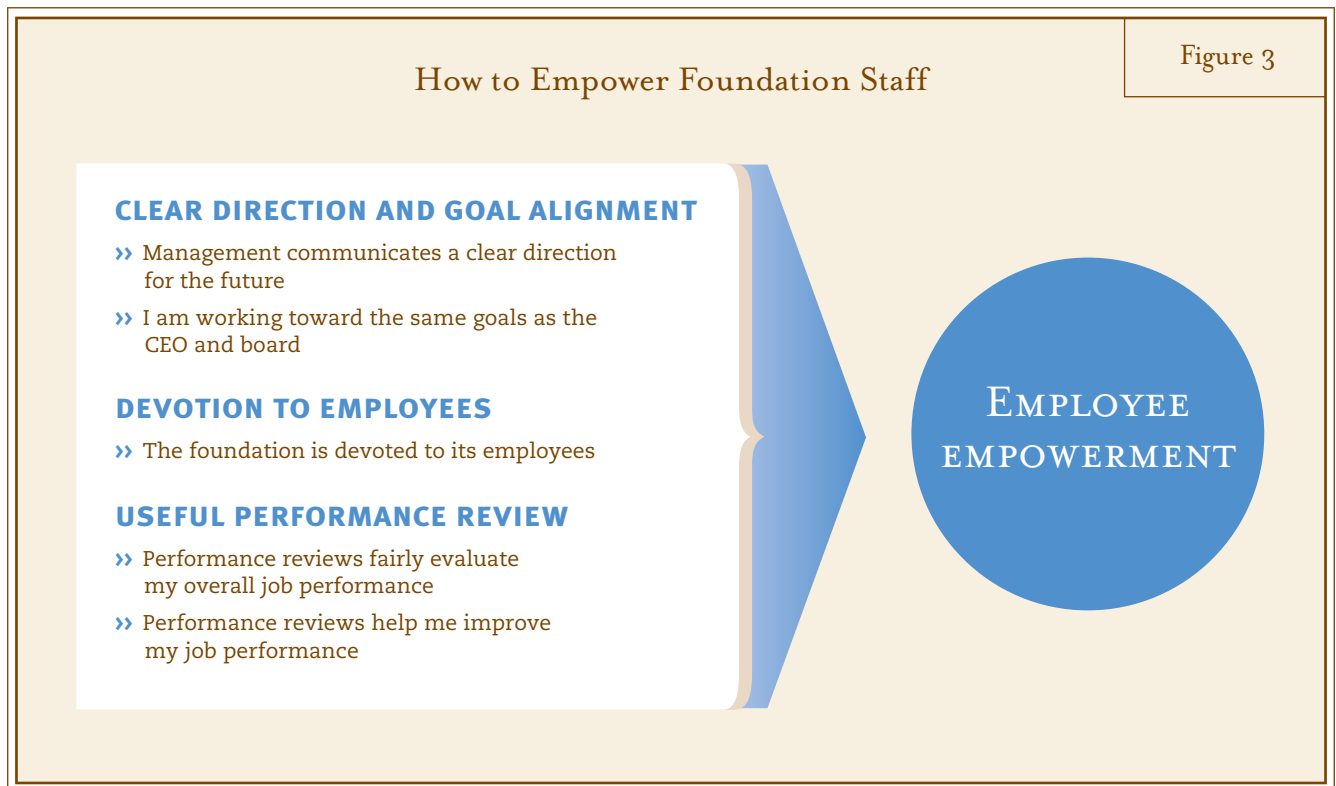 Figure 3
How to Empower Foundation Staff
CLEAR DIRECTION AND GOAL ALIGNMENT
›› Management communicates a clear direction
for the future
›› I am working toward the same goals as the
CEO and board
DEVOTION TO EMPLOYEES
›› The foundation is devoted to its employees
USEFUL PERFORMANCE REVIEW
›› Performance reviews fairly evaluate
my overall job performance
›› Performance reviews help me improve
my job performance
Employee
empowerment